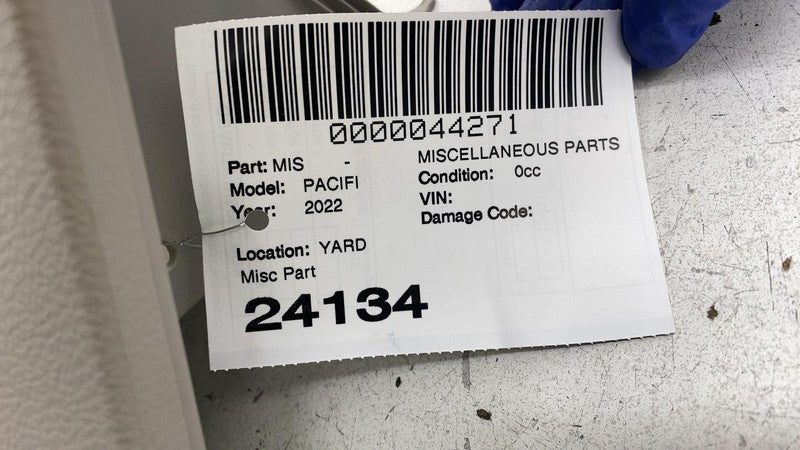 0000044271
Part: MIS - MISCELLANEOUS PARTS
Model: PACIFI Condition: 0cc
Year: 2022 VIN:
Damage Code:
Location: YARD
Misc Part
24134